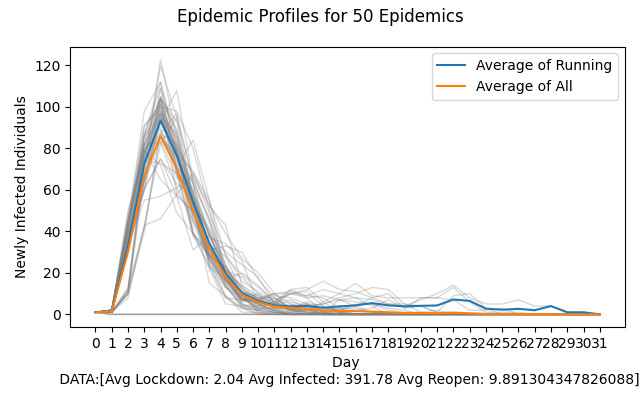 Epidemic Profiles for 50 Epidemics
Average of Running
Average of All
Newly Infected Individuals
120
100
80
60
40
20
0
0 1 2 3 4 5 6 7 8 9 10 11 12 13 14 15 16 17 18 19 20 21 22 23 24 25 26 27 28 29 30 31
Day
DATA:[Avg Lockdown: 2.04 Avg Infected: 391.78 Avg Reopen: 9.891304347826088]